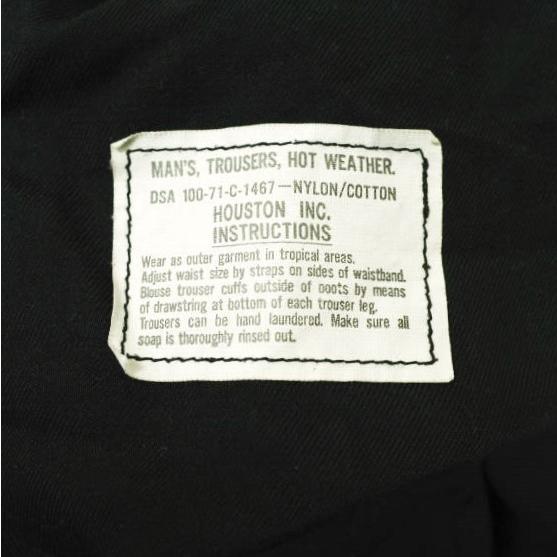 MAN'S, TROUSERS, HOT WEATHER.
DSA 100-71-C-1467—NYLON/COTTON
HOUSTON INC.
INSTRUCTIONS
Wear as outer garment in tropical areas.
Adjust waist size by straps on sides of waistband.
Blouse trouser cuffs outside of ooots by means
of drawstring at bottom of each trouser leg.
Trousers can be hand laundered. Make sure all
soap is thoroughly rinsed out.